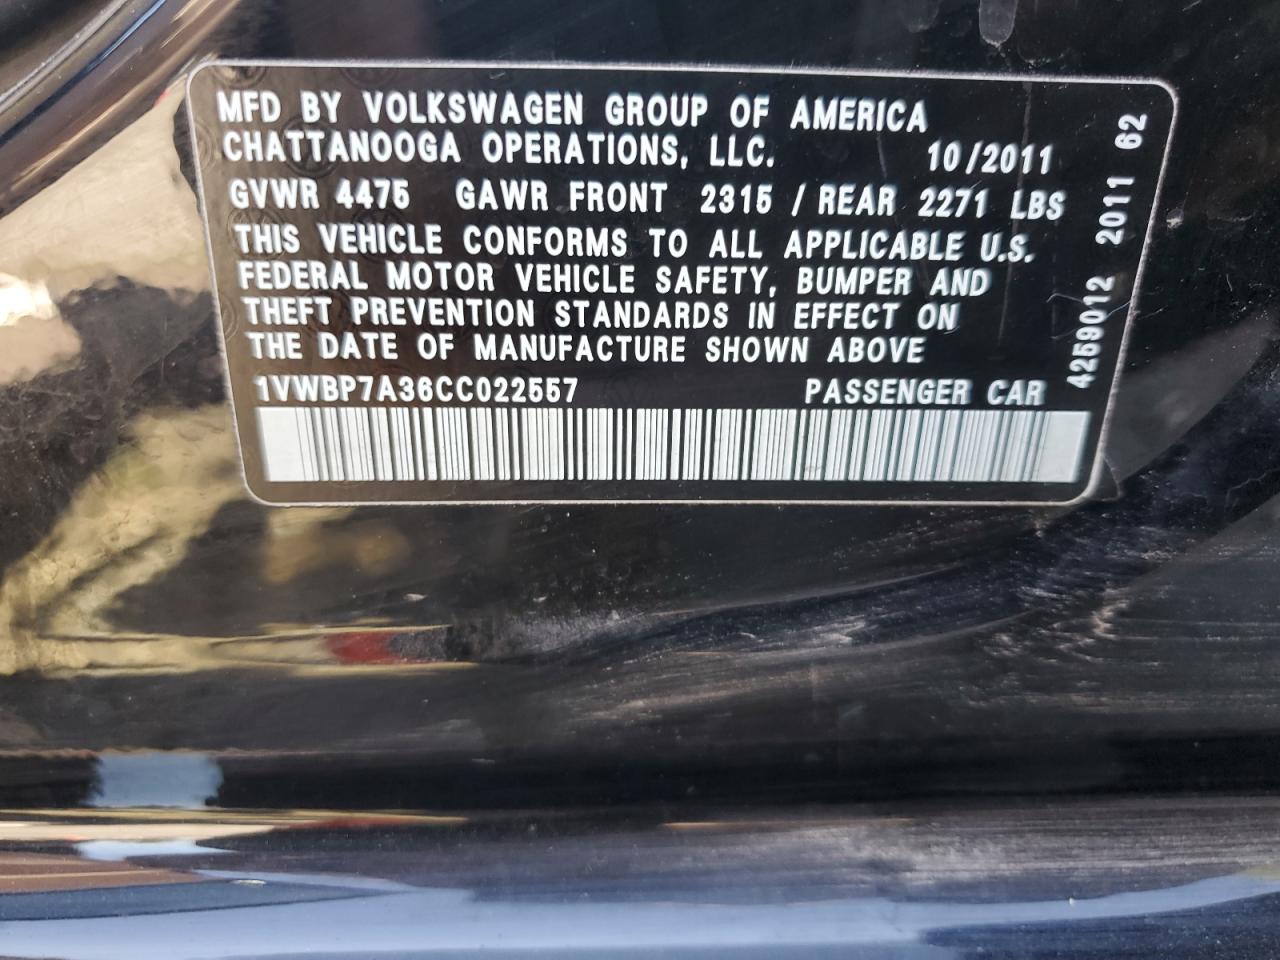 MFD BY VOLKSWAGEN GROUP OF AMERICA
CHATTANOOGA OPERATIONS, LLC. 10/2011
GVWR 4475 GAWR FRONT 2315 / REAR 2271 LBS
THIS VEHICLE CONFORMS TO ALL APPLICABLE U.S.
FEDERAL MOTOR VEHICLE SAFETY, BUMPER AND
THEFT PREVENTION STANDARDS IN EFFECT ON
THE DATE OF MANUFACTURE SHOWN ABOVE
1VWBP7A36CC022557 PASSENGER CAR
4259012 2011 62